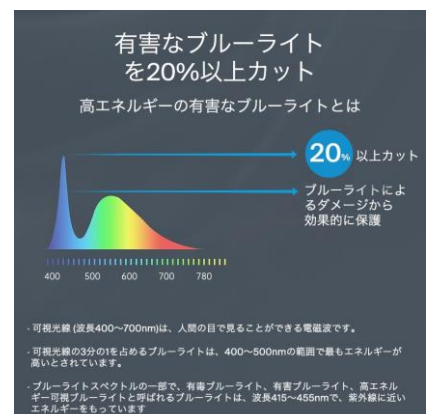 有害なブルーライト
を20%以上カット
高エネルギーの有害なブルーライトとは
20% 以上カット
ブルーライトによ
るダメージから
効果的に保護
400 500 600 700 780
- 可視光線 (波長400〜700nm)は、人間の目で見ることができる電磁波です。
- 可視光線の3分の1を占めるブルーライトは、400〜500nmの範囲で最もエネルギーが
高いとされています。
- ブルーライトスペクトルの一部で、有毒ブルーライト、有害ブルーライト、高エネル
ギー可視ブルーライトと呼ばれるブルーライトは、波長415〜455nmで、紫外線に近い
エネルギーをもっています